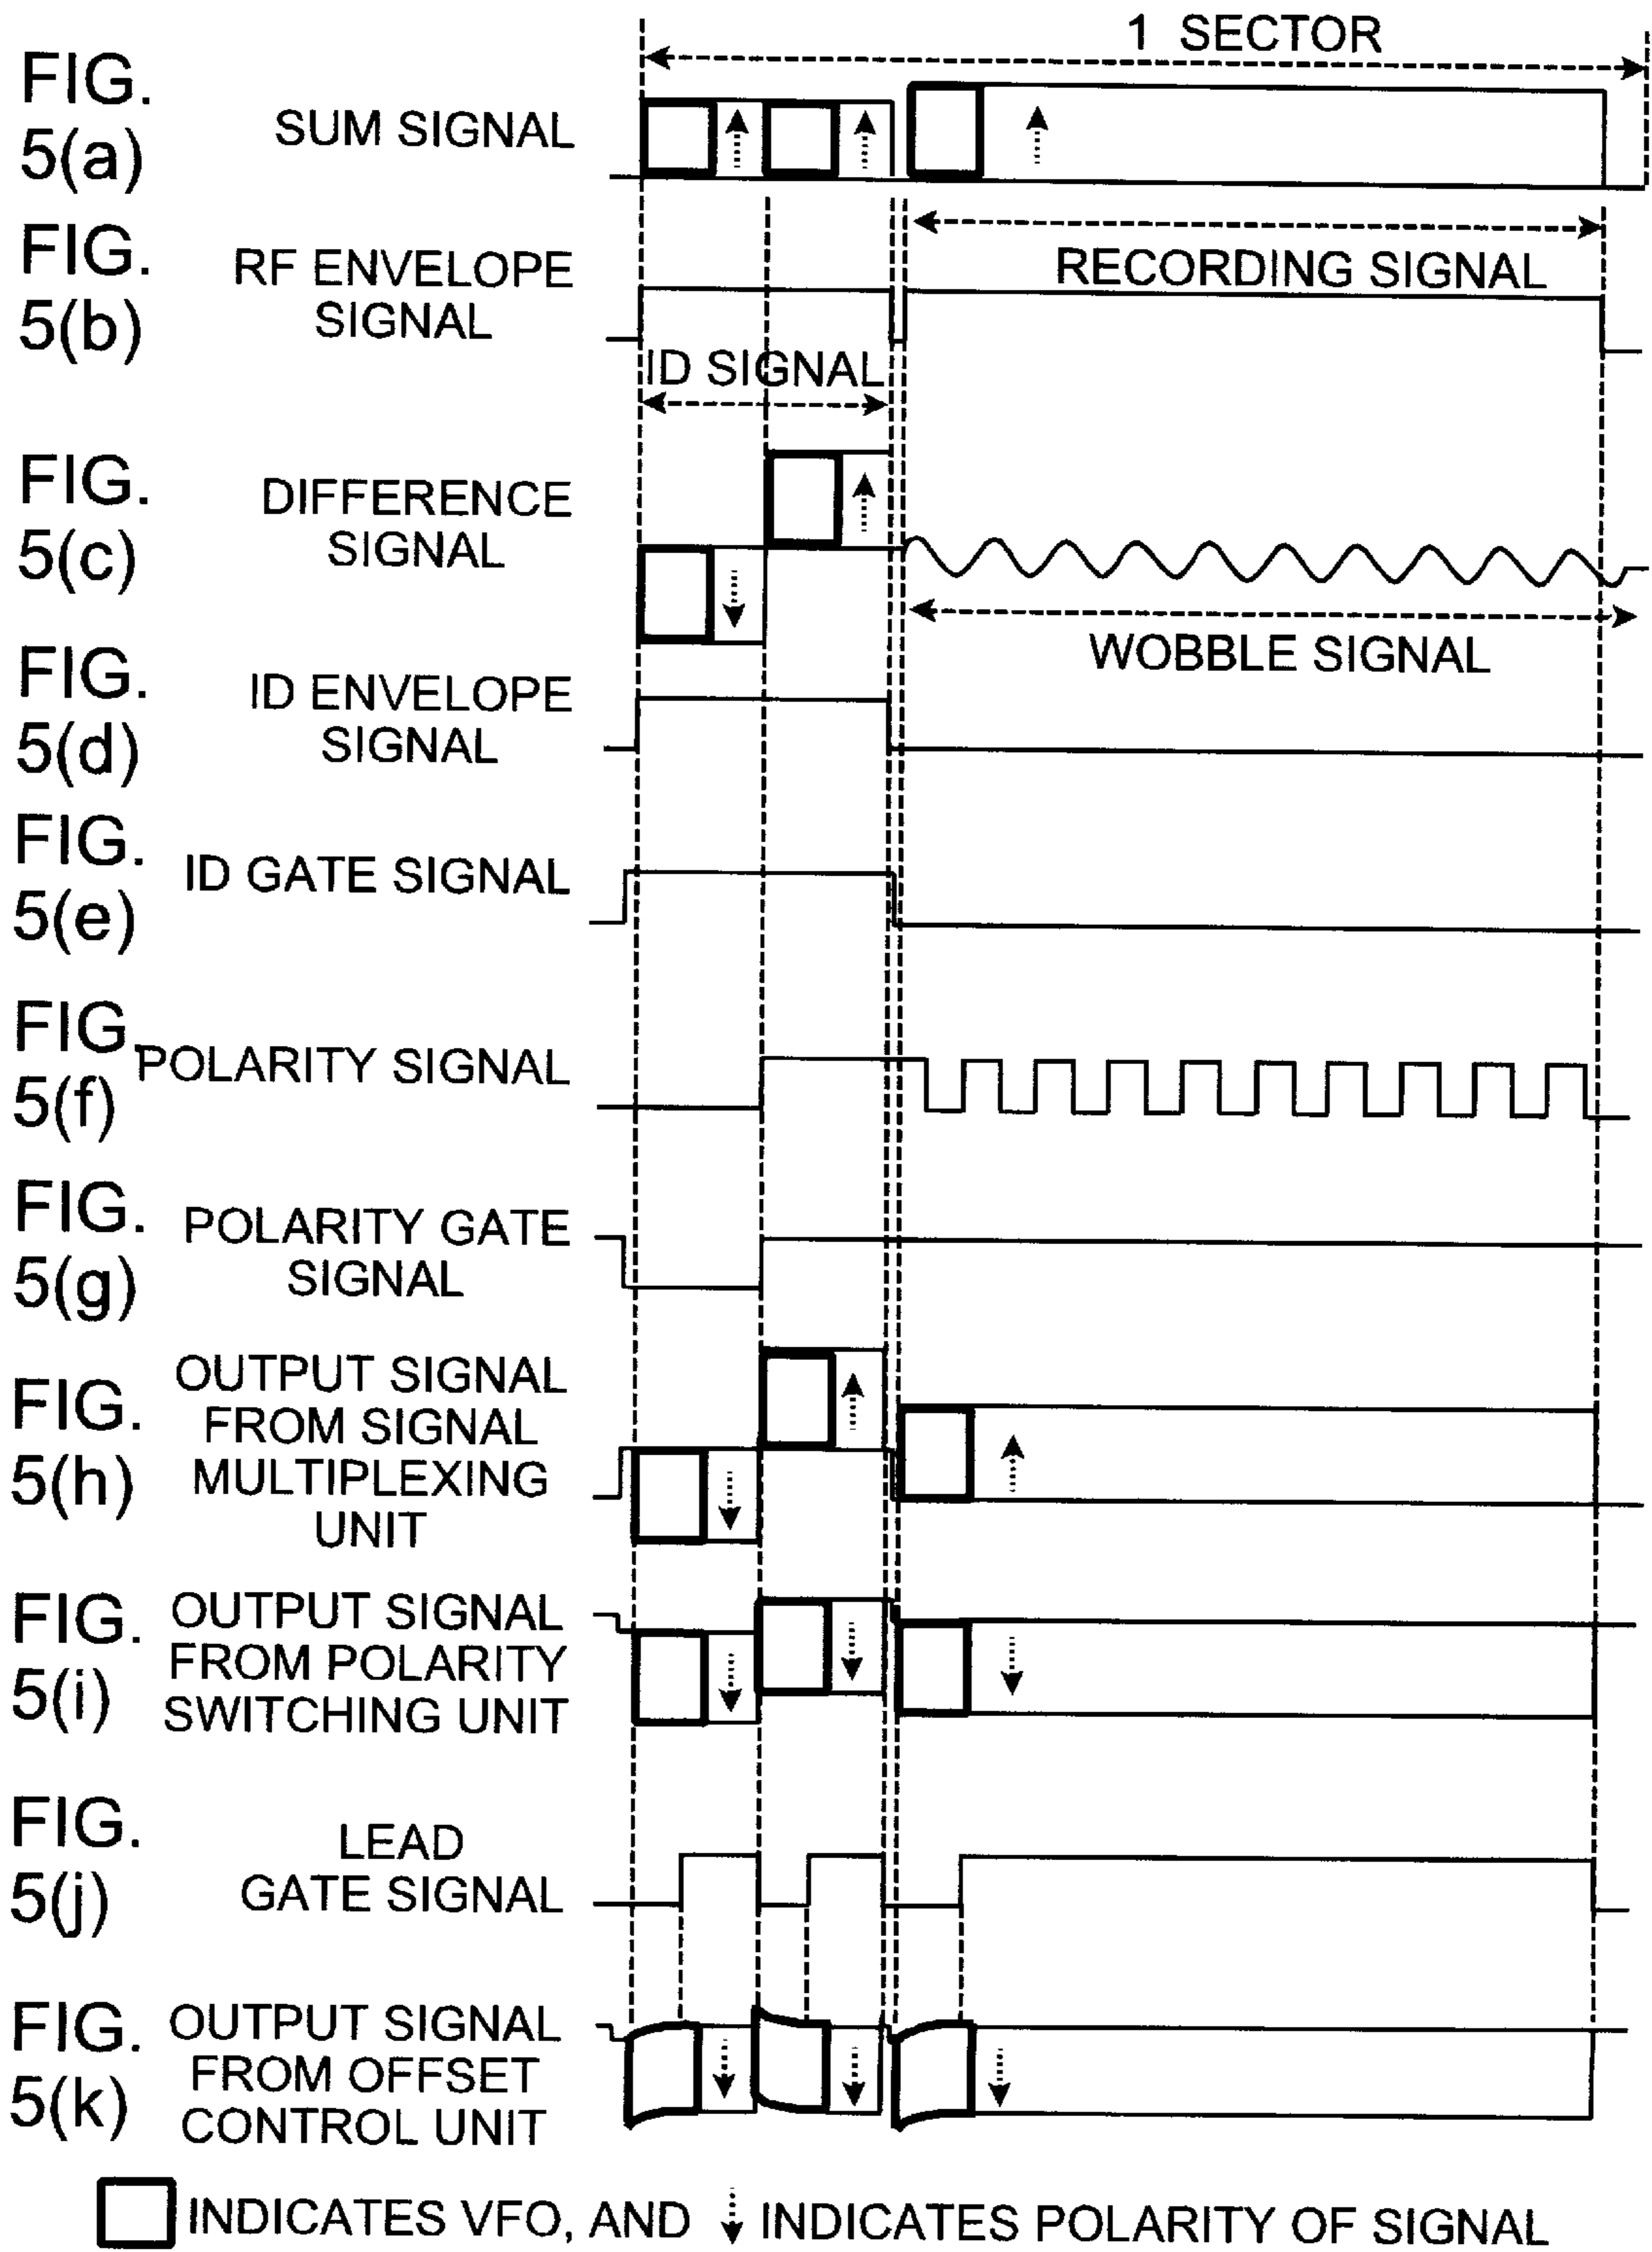 1 SECTOR
FIG.
5(a)
SUM SIGNAL
FIG.
5(b)
RF ENVELOPE
SIGNAL
RECORDING SIGNAL
ID SIGNAL
FIG.
5(c)
DIFFERENCE
SIGNAL
WOBBLE SIGNAL
FIG.
5(d)
ID ENVELOPE
SIGNAL
FIG.
5(e)
ID GATE SIGNAL
FIG.
5(f)
POLARITY SIGNAL
FIG.
5(g)
POLARITY GATE
SIGNAL
FIG.
5(h)
OUTPUT SIGNAL
FROM SIGNAL
MULTIPLEXING
UNIT
FIG.
5(i)
OUTPUT SIGNAL
FROM POLARITY
SWITCHING UNIT
FIG.
5(j)
LEAD
GATE SIGNAL
FIG.
5(k)
OUTPUT SIGNAL
FROM OFFSET
CONTROL UNIT
INDICATES VFO, AND INDICATES POLARITY OF SIGNAL